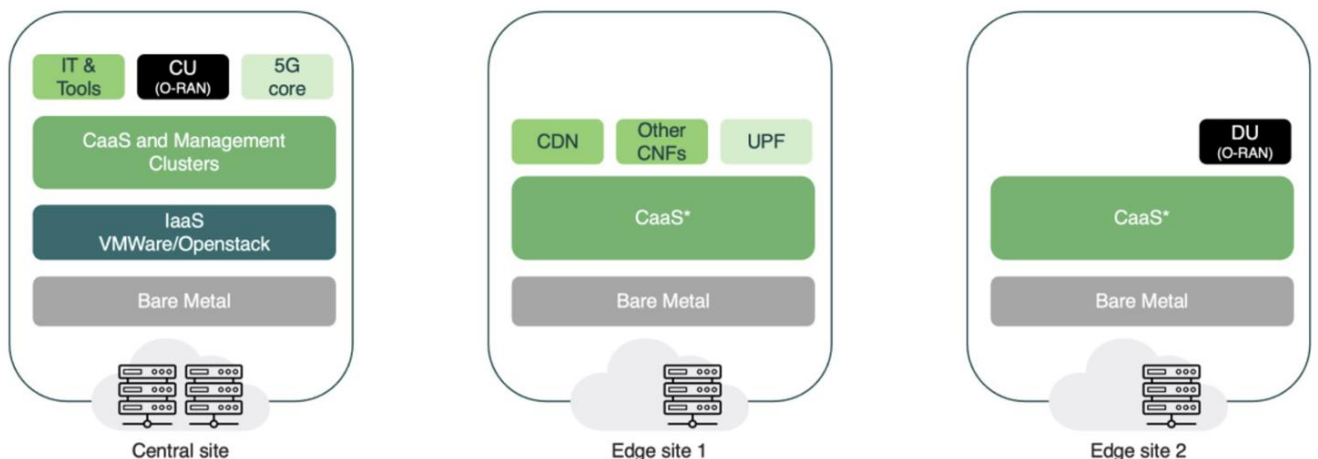 IT &
Tools
CU
(O-RAN)
5G
core
CaaS and Management
Clusters
IaaS
VMWare/Openstack
Bare Metal
Central site
CDN
Other
CNFs
UPF
CaaS*
Bare Metal
Edge site 1
DU
(O-RAN)
CaaS*
Bare Metal
Edge site 2